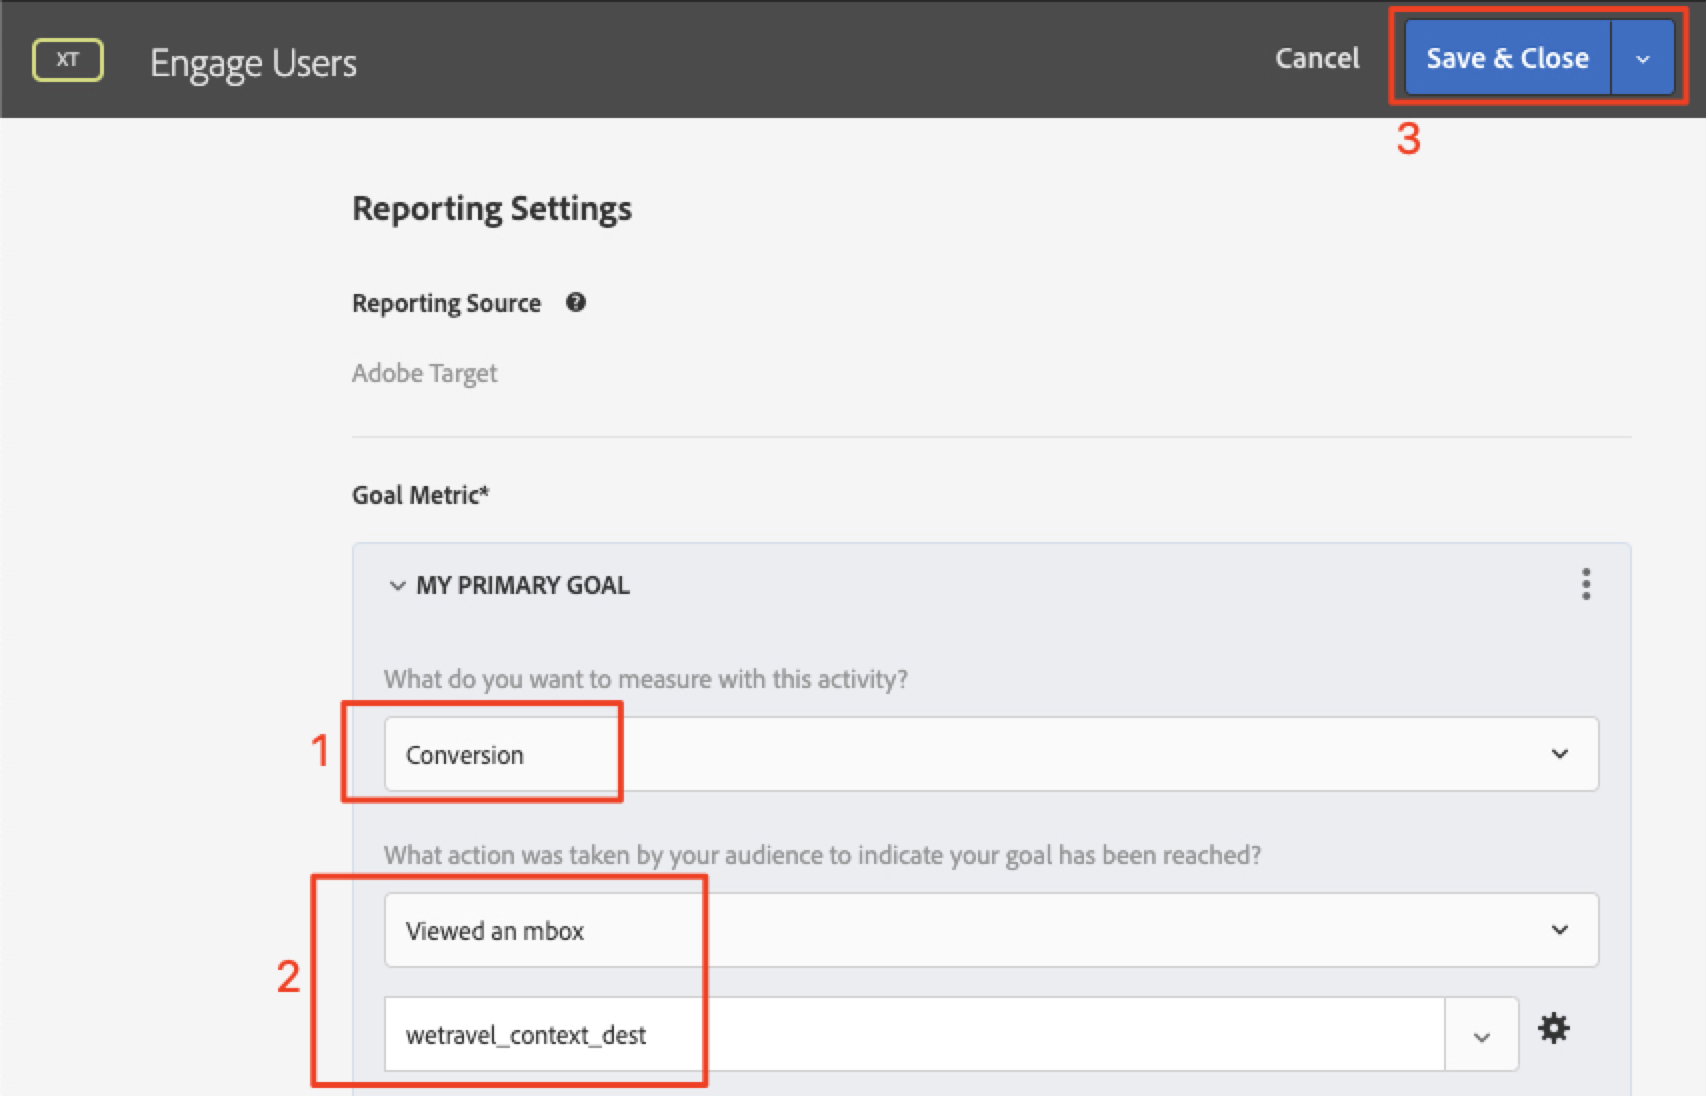 XT Engage Users Cancel Save & Close
3
Reporting Settings
Reporting Source
Adobe Target
Goal Metric*
MY PRIMARY GOAL
What do you want to measure with this activity?
1 Conversion
What action was taken by your audience to indicate your goal has been reached?
Viewed an mbox
2
wetravel_context_dest